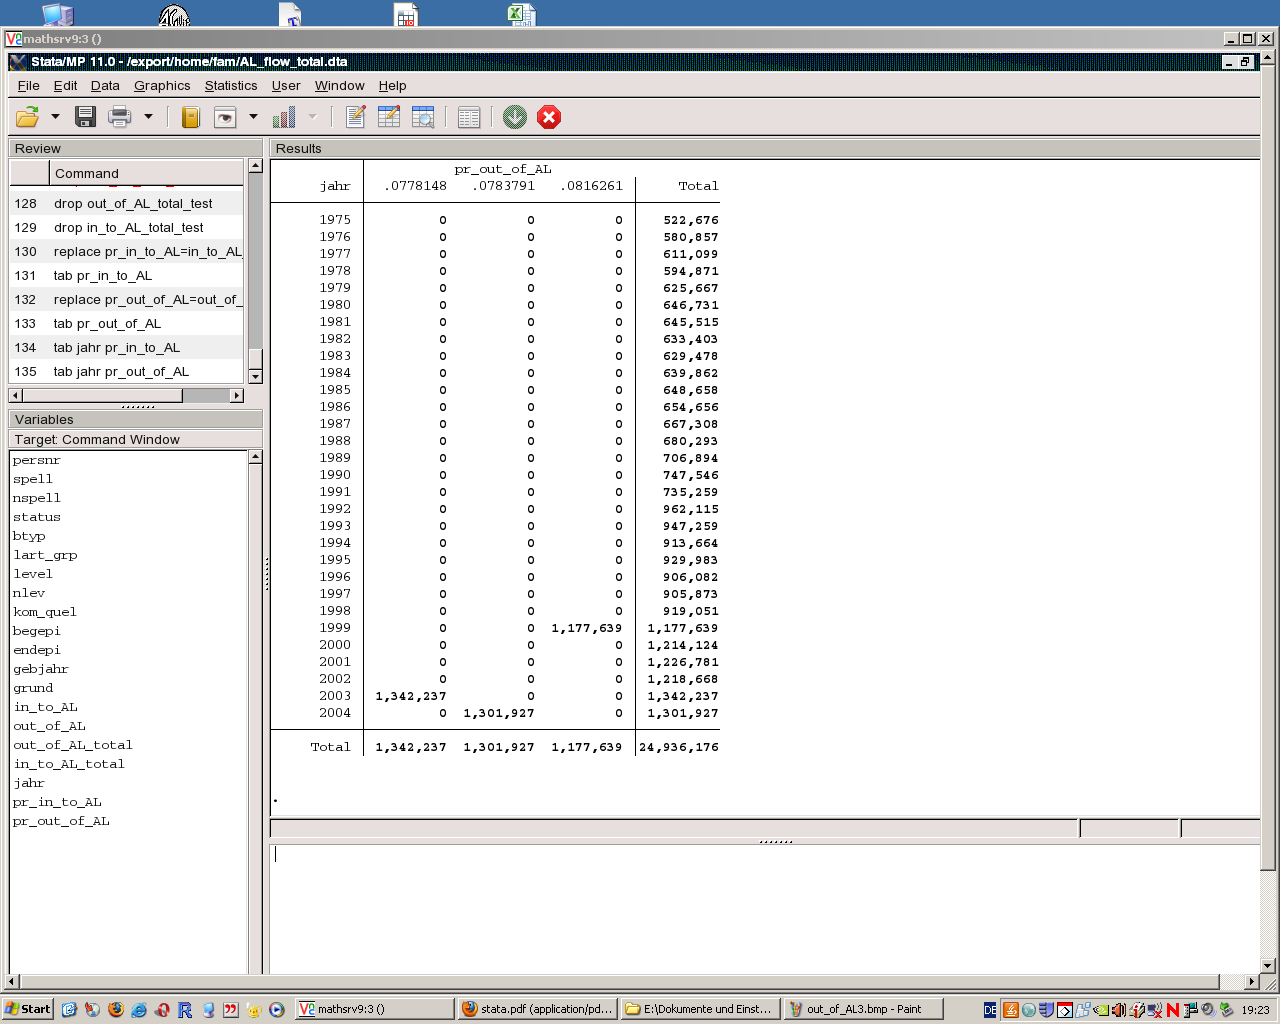 mathsrv9:3 ()
Stata/MP 11.0 - /export/home/fam/AL_flow_total.dta
File Edit Data Graphics Statistics User Window Help
Review
Command
128 drop out_of_AL_total_test
129 drop in_to_AL_total_test
130 replace pr_in_to_AL=in_to_AL_
131 tab pr_in_to_AL
132 replace pr_out_of_AL=out_of_
133 tab pr_out_of_AL
134 tab jahr pr_in_to_AL
135 tab jahr pr_out_of_AL
Variables
Target: Command Window
persnr
spell
nspell
status
btyp
lart_grp
level
nlev
kom_quel
begepi
endepi
gebjahr
grund
in_to_AL
out_of_AL
out_of_AL_total
in_to_AL_total
jahr
pr_in_to_AL
pr_out_of_AL
Results
pr_out_of_AL
jahr .0778148 .0783791 .0816261 Total
1975 0 0 0 522,676
1976 0 0 0 580,857
1977 0 0 0 611,099
1978 0 0 0 594,871
1979 0 0 0 625,667
1980 0 0 0 646,731
1981 0 0 0 645,515
1982 0 0 0 633,403
1983 0 0 0 629,478
1984 0 0 0 639,862
1985 0 0 0 648,658
1986 0 0 0 654,656
1987 0 0 0 667,308
1988 0 0 0 680,293
1989 0 0 0 706,894
1990 0 0 0 747,546
1991 0 0 0 735,259
1992 0 0 0 962,115
1993 0 0 0 947,259
1994 0 0 0 913,664
1995 0 0 0 929,983
1996 0 0 0 906,082
1997 0 0 0 905,873
1998 0 0 0 919,051
1999 0 0 1,177,639 1,177,639
2000 0 0 0 1,214,124
2001 0 0 0 1,226,781
2002 0 0 0 1,218,668
2003 1,342,237 0 0 1,342,237
2004 0 1,301,927 0 1,301,927
Total 1,342,237 1,301,927 1,177,639 24,936,176
.
Start
mathsrv9:3 ()
stata.pdf (application/pd...
E:\Dokumente und Einst...
out_of_AL3.bmp - Paint
DE
19:23